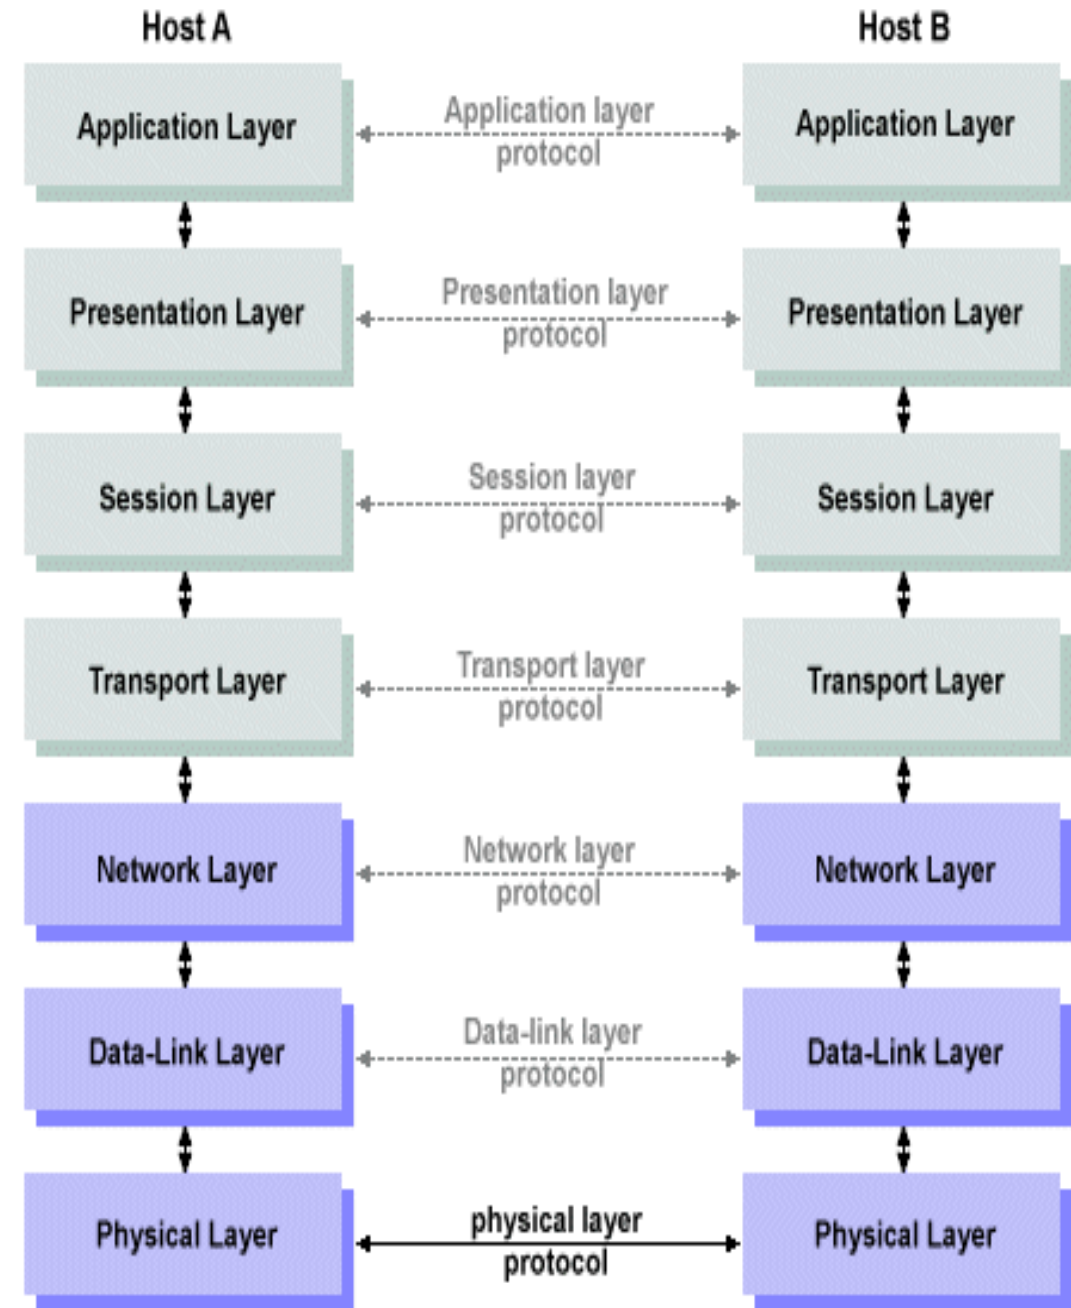 Host A
Host B
Application Layer
Application layer
protocol
Application Layer
Presentation Layer
Presentation layer
protocol
Presentation Layer
Session Layer
Session layer
protocol
Session Layer
Transport Layer
Transport layer
protocol
Transport Layer
Network Layer
Network layer
protocol
Network Layer
Data-Link Layer
Data-link layer
protocol
Data-Link Layer
Physical Layer
physical layer
protocol
Physical Layer